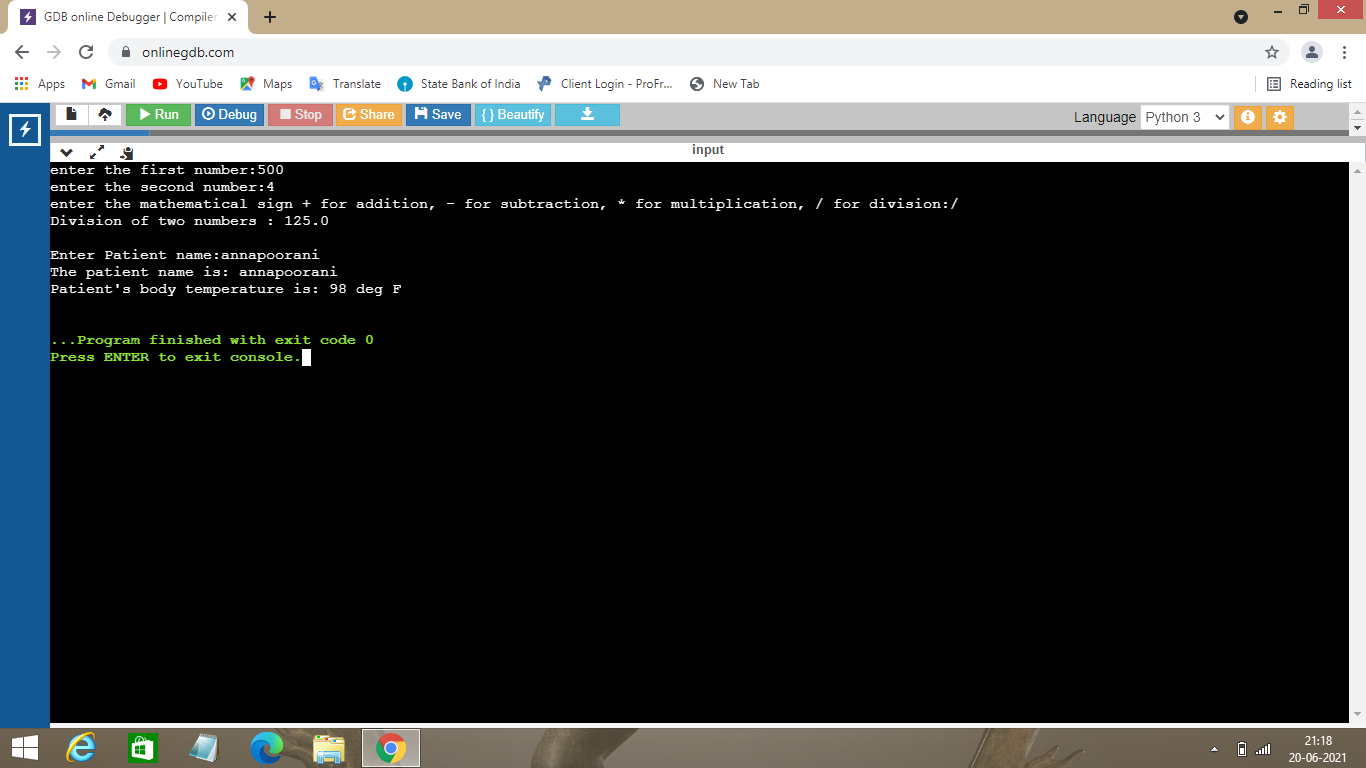 GDB online Debugger | Compiler
onlinegdb.com
Apps Gmail YouTube Maps Translate State Bank of India Client Login - ProFr... New Tab Reading list
Run Debug Stop Share Save { } Beautify Language Python 3
input
enter the first number:500
enter the second number:4
enter the mathematical sign + for addition, - for subtraction, * for multiplication, / for division:/
Division of two numbers : 125.0
Enter Patient name:annapoorani
The patient name is: annapoorani
Patient's body temperature is: 98 deg F
...Program finished with exit code 0
Press ENTER to exit console.
21:18
20-06-2021